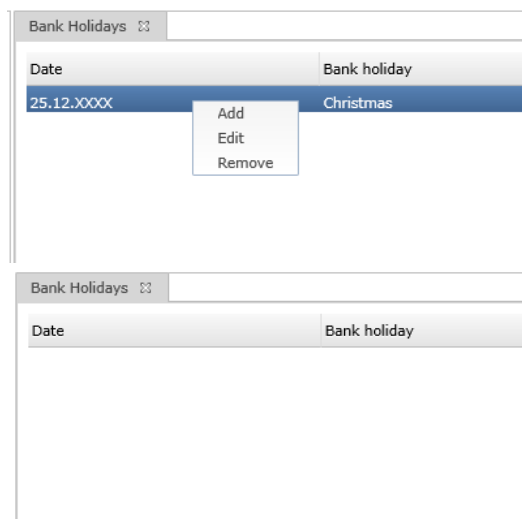 Bank Holidays
Date Bank holiday
25.12.XXXX Christmas
Add
Edit
Remove
Bank Holidays
Date Bank holiday